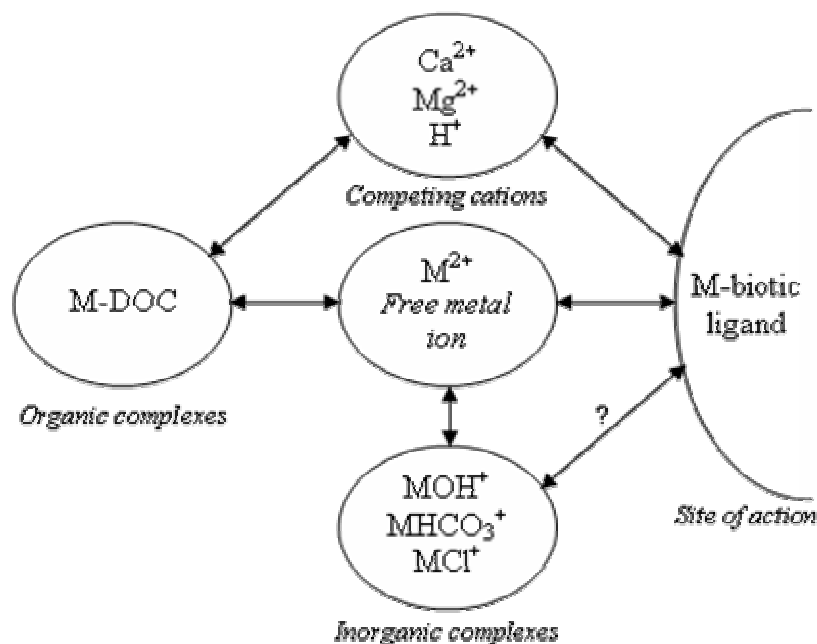 Ca²⁺
Mg²⁺
H⁺
Competing cations
M-DOC
Organic complexes
M²⁺
Free metal
ion
M-biotic
ligand
Site of action
?
MOH⁺
MHCO₃⁺
MCl⁺
Inorganic complexes